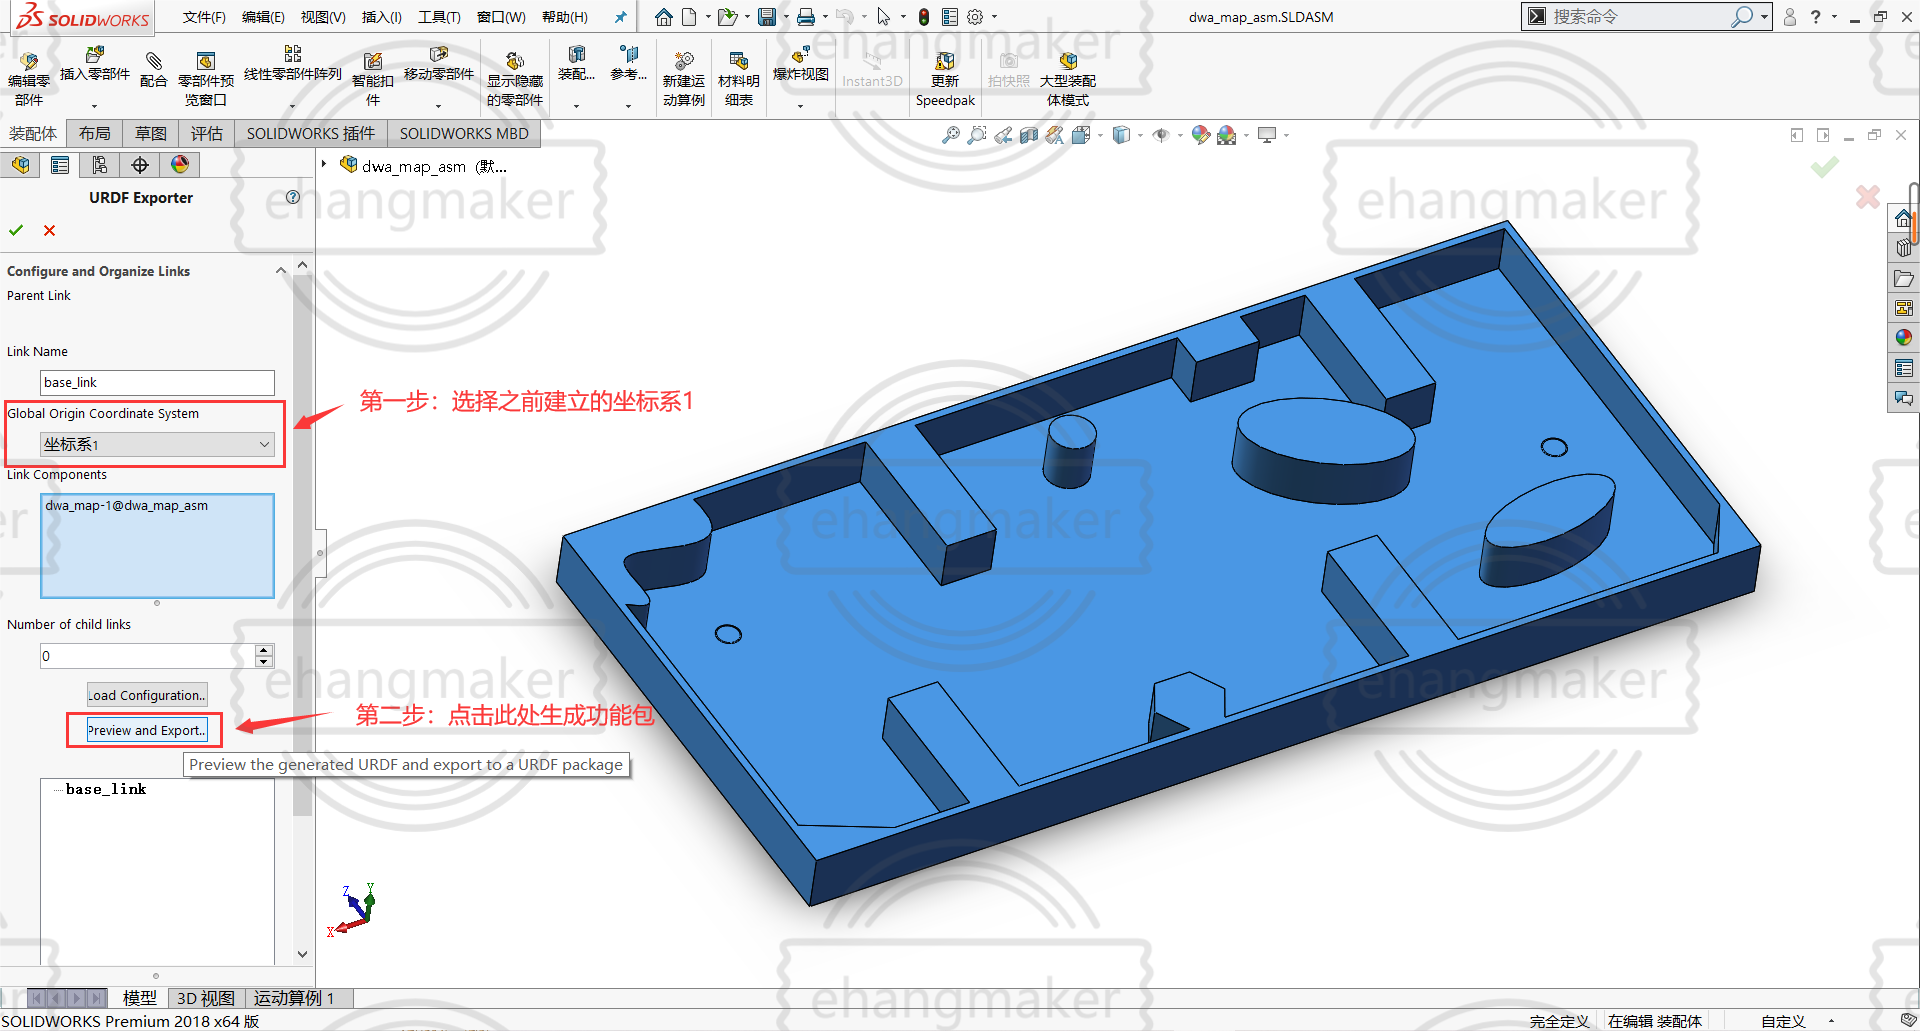 SOLIDWORKS
文件(F) 编辑(E) 视图(V) 插入(I) 工具(T) 窗口(W) 帮助(H)
dwa_map_asm.SLDASM
搜索命令
编辑零部件
插入零部件
配合
零部件预览窗口
线性零部件阵列
智能扣件
移动零部件
显示隐藏的零部件
装配...
参考...
新建运动算例
材料明细表
爆炸视图
Instant3D
更新 Speedpak
拍快照
大型装配体模式
装配体 布局 草图 评估 SOLIDWORKS 插件 SOLIDWORKS MBD
dwa_map_asm (默...
URDF Exporter
Configure and Organize Links
Parent Link
Link Name
base_link
Global Origin Coordinate System
坐标系1
第一步：选择之前建立的坐标系1
Link Components
dwa_map-1@dwa_map_asm
Number of child links
0
Load Configuration..
Preview and Export..
第二步：点击此处生成功能包
Preview the generated URDF and export to a URDF package
base_link
Z Y
X
模型 3D 视图 运动算例 1
SOLIDWORKS Premium 2018 x64 版
完全定义 在编辑 装配体 自定义
ehangmaker
ehangmaker
ehangmaker
ehangmaker
ehangmaker
ehangmaker
ehangmaker